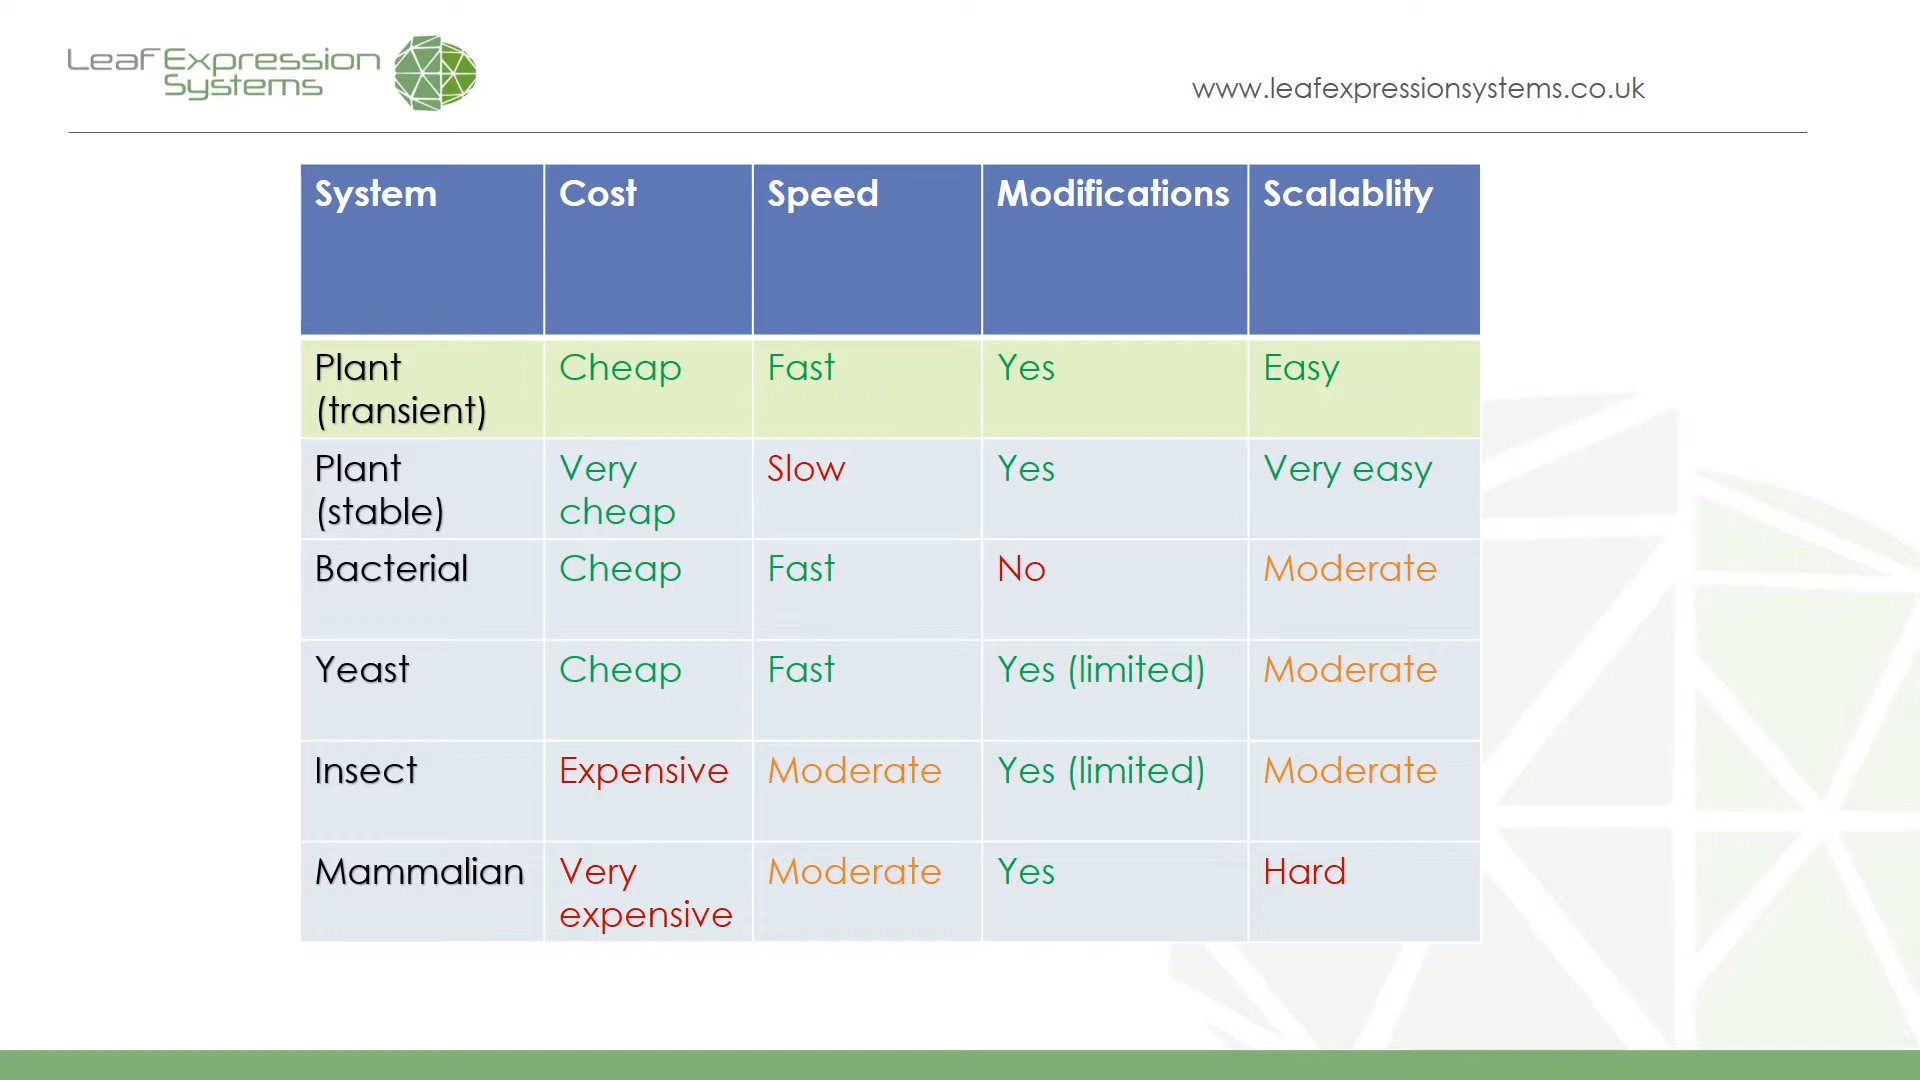 Leaf Expression
Systems
www.leafexpressionsystems.co.uk
System Cost Speed Modifications Scalablity
Plant Cheap Fast Yes Easy
(transient)
Plant Very Slow Yes Very easy
(stable) cheap
Bacterial Cheap Fast No Moderate
Yeast Cheap Fast Yes (limited) Moderate
Insect Expensive Moderate Yes (limited) Moderate
Mammalian Very Moderate Yes Hard
expensive